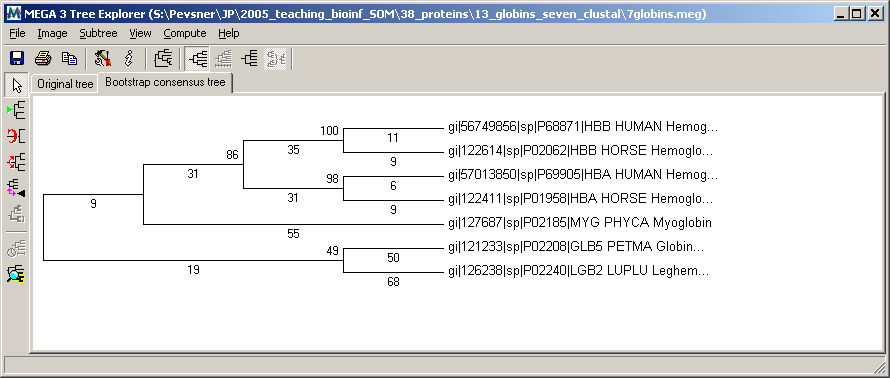 MEGA 3 Tree Explorer (S:\Pevsner\JP\2005_teaching_bioinf_SOM\38_proteins\13_globins_seven_clustal\7globins.meg)
File Image Subtree View Compute Help
Original tree Bootstrap consensus tree
gi|56749856|sp|P68871|HBB HUMAN Hemog...
100
11
gi|122614|sp|P02062|HBB HORSE Hemoglo...
86
35
9
gi|57013850|sp|P69905|HBA HUMAN Hemog...
31
98
6
gi|122411|sp|P01958|HBA HORSE Hemoglo...
31
9
9
gi|127687|sp|P02185|MYG PHYCA Myoglobin
55
gi|121233|sp|P02208|GLB5 PETMA Globin...
49
50
gi|126238|sp|P02240|LGB2 LUPLU Leghem...
19
68